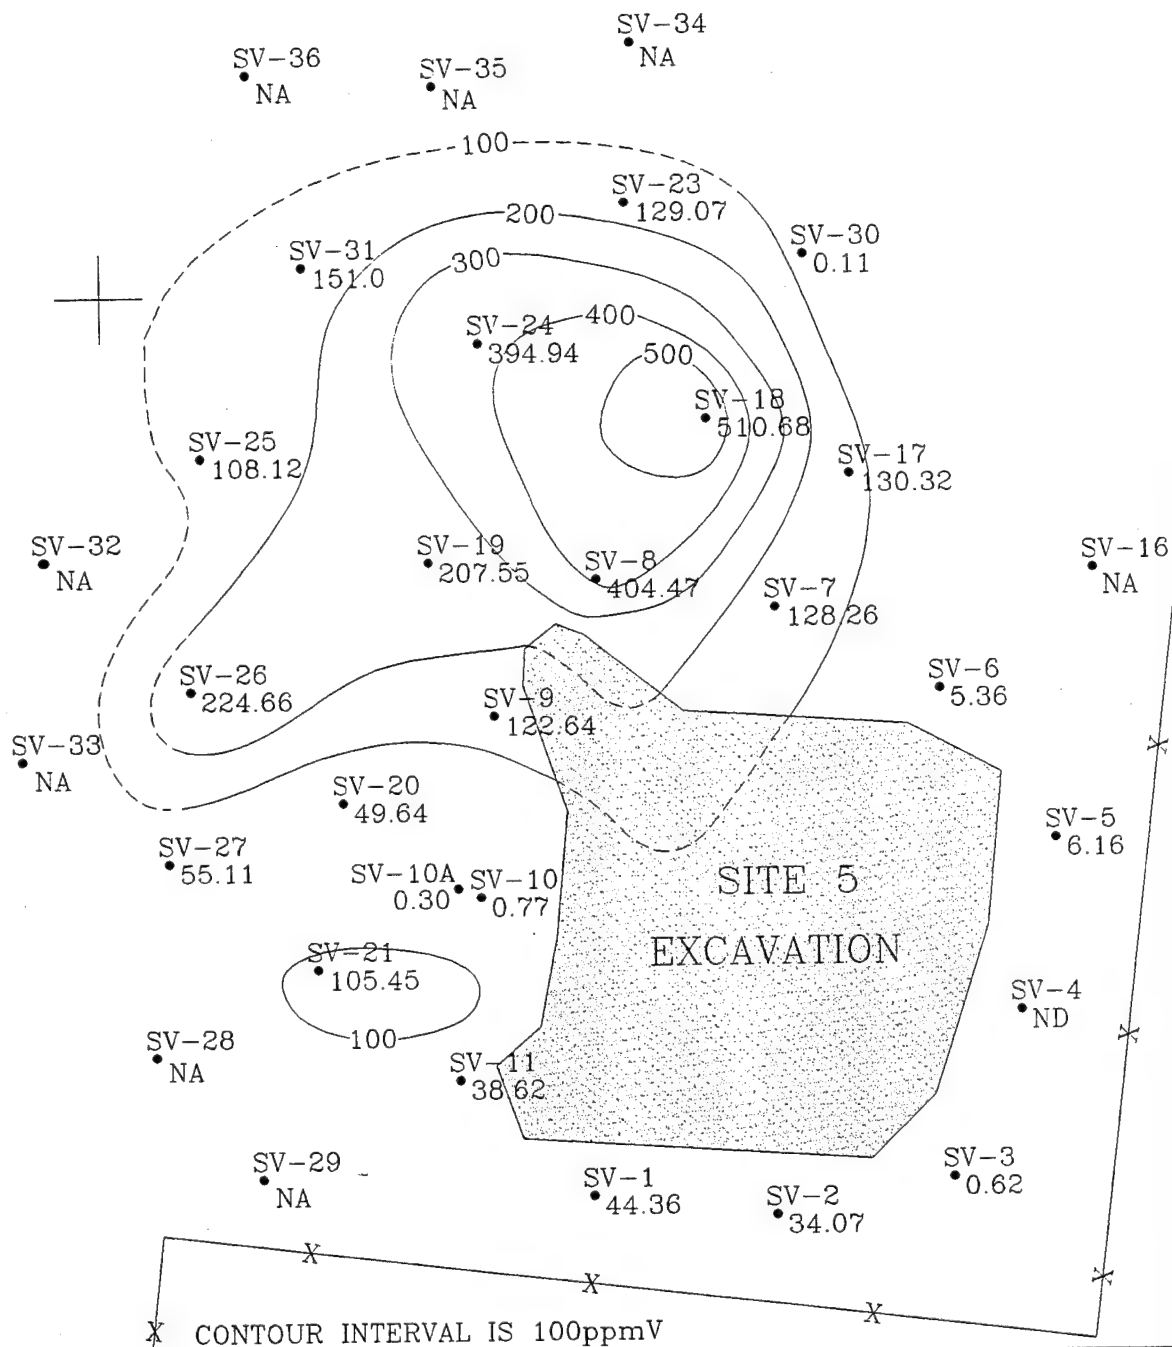 SV-34
NA
SV-36
NA
SV-35
NA
100
SV-23
129.07
200
SV-30
0.11
SV-31
151.0
300
400
SV-24
394.94
500
SV-18
510.68
SV-25
108.12
SV-17
130.32
SV-32
NA
SV-19
207.55
SV-8
404.47
SV-16
NA
SV-7
128.26
SV-26
224.66
SV-6
5.36
SV-9
122.64
SV-33
NA
SV-20
49.64
SV-5
6.16
SV-27
55.11
SV-10A
0.30
SV-10
0.77
SITE 5
EXCAVATION
SV-21
105.45
SV-4
ND
100
SV-28
NA
SV-11
38.62
SV-29
NA
SV-1
44.36
SV-2
34.07
SV-3
0.62
X
X
X
X
X
X
X
CONTOUR INTERVAL IS 100ppmV